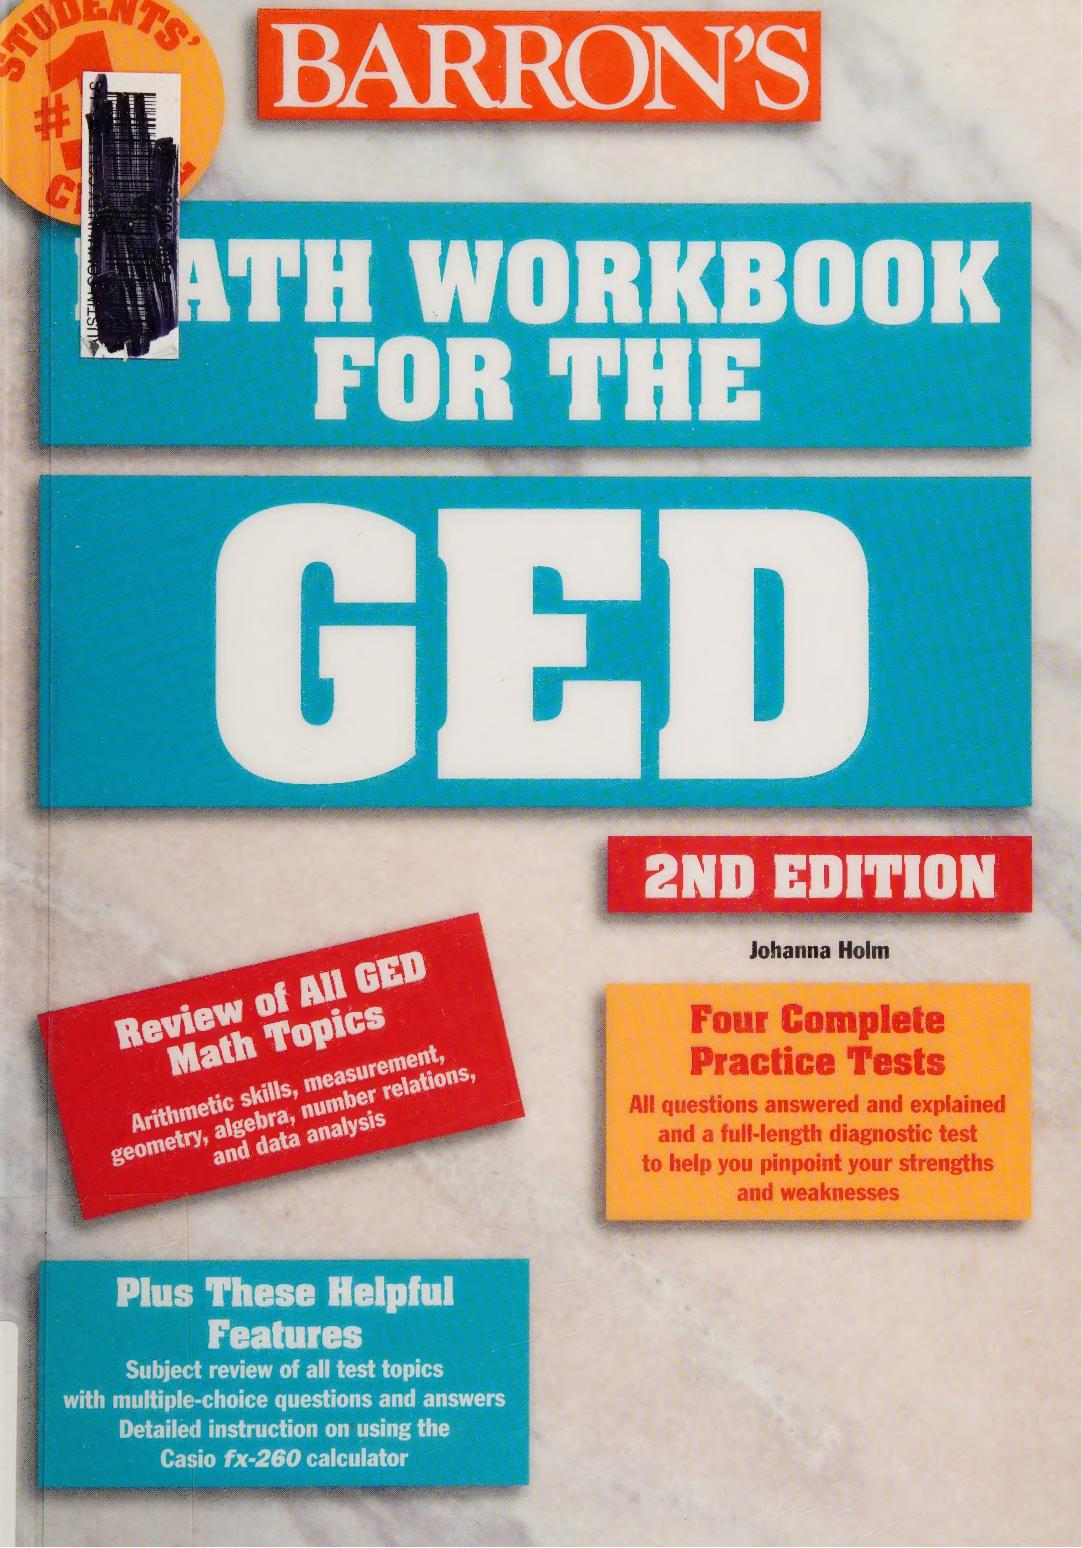 STUDENTS'
#1
BARRON'S
ATH WORKBOOK
FOR THE
GED
2ND EDITION
Johanna Holm
Review of All GED
Math Topics
Arithmetic skills, measurement,
geometry, algebra, number relations,
and data analysis
Four Complete
Practice Tests
All questions answered and explained
and a full-length diagnostic test
to help you pinpoint your strengths
and weaknesses
Plus These Helpful
Features
Subject review of all test topics
with multiple-choice questions and answers
Detailed instruction on using the
Casio fx-260 calculator